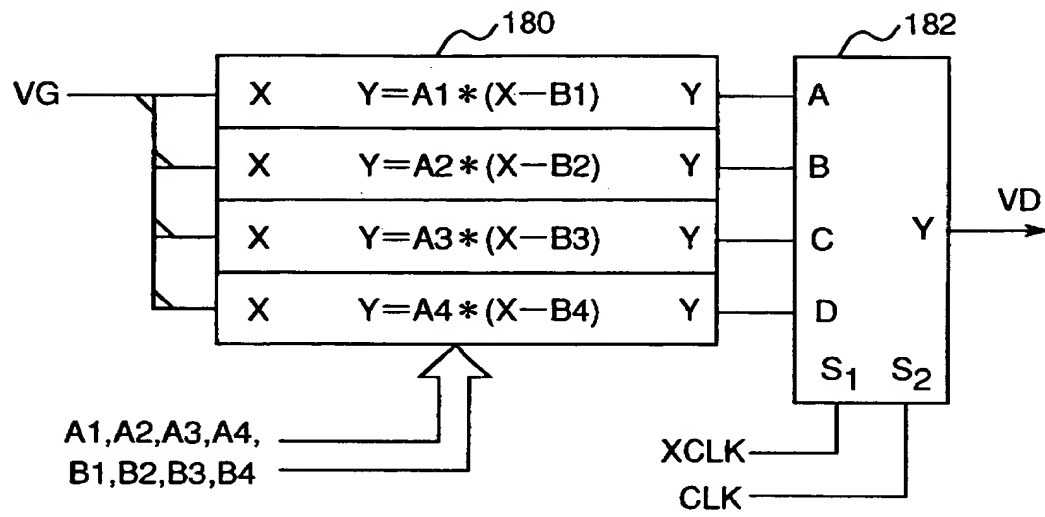 180
182
VG
X Y=A1*(X−B1) Y
A
X Y=A2*(X−B2) Y
B
X Y=A3*(X−B3) Y
C
X Y=A4*(X−B4) Y
D
Y
VD
S1 S2
A1,A2,A3,A4,
B1,B2,B3,B4
XCLK
CLK